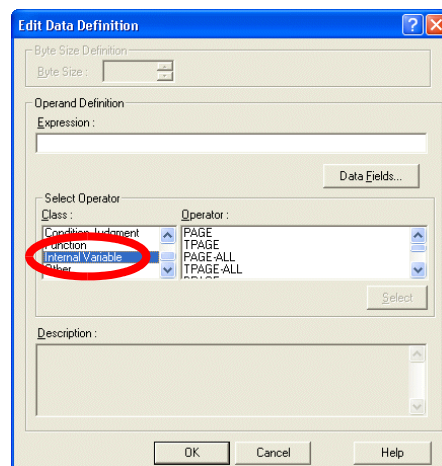 Edit Data Definition
Byte Size Definition
Byte Size :
Operand Definition
Expression :
Data Fields...
Select Operator
Class :
Operator :
Condition Judgment
Function
Internal Variable
Other
PAGE
TPAGE
PAGE-ALL
TPAGE-ALL
Select
Description :
OK
Cancel
Help